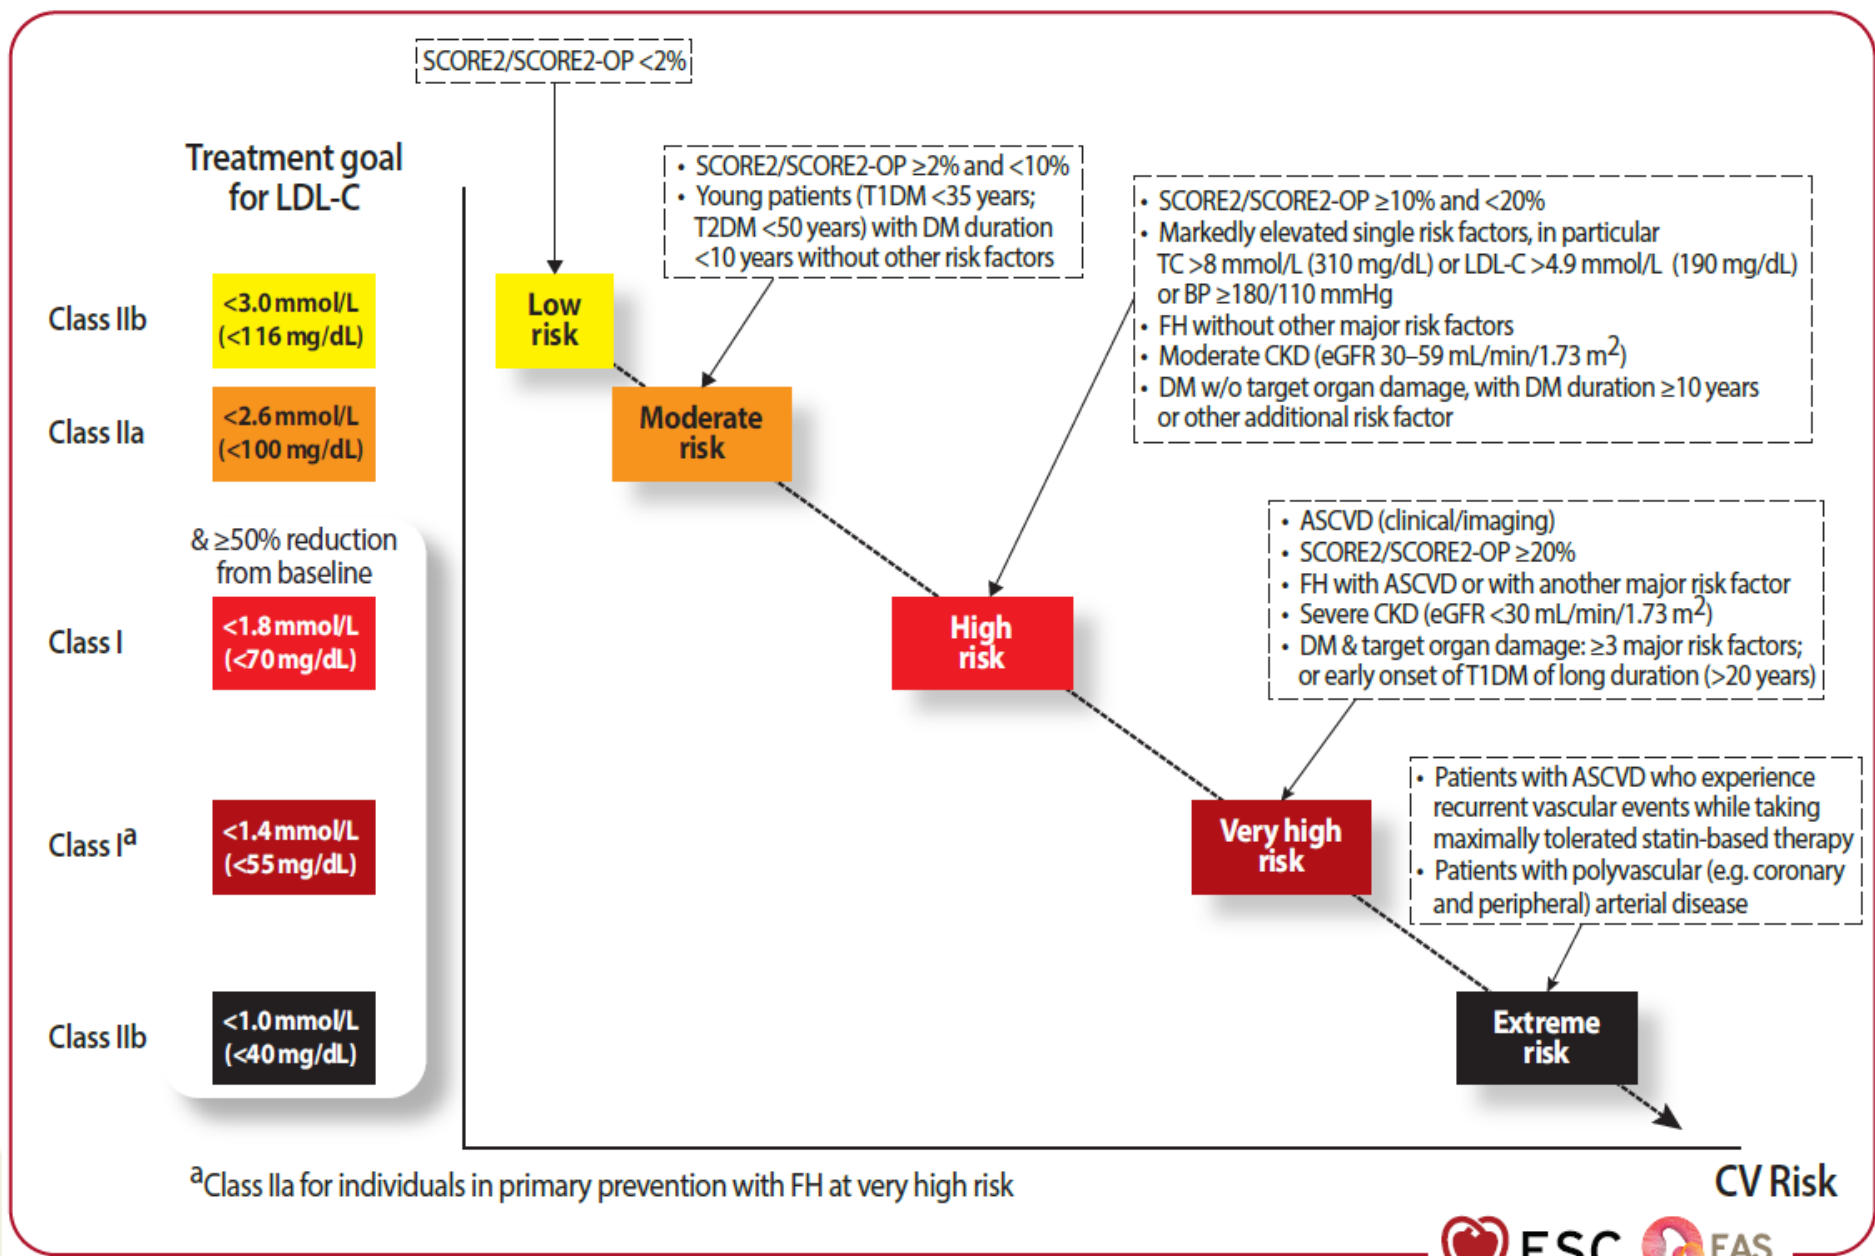 SCORE2/SCORE2-OP <2%
Treatment goal
for LDL-C
• SCORE2/SCORE2-OP ≥2% and <10%
• Young patients (T1DM <35 years;
T2DM <50 years) with DM duration
<10 years without other risk factors
• SCORE2/SCORE2-OP ≥10% and <20%
• Markedly elevated single risk factors, in particular
TC >8 mmol/L (310 mg/dL) or LDL-C >4.9 mmol/L (190 mg/dL)
or BP ≥180/110 mmHg
• FH without other major risk factors
• Moderate CKD (eGFR 30–59 mL/min/1.73 m²)
• DM w/o target organ damage, with DM duration ≥10 years
or other additional risk factor
Class IIb
<3.0 mmol/L
(<116 mg/dL)
Low
risk
Class IIa
<2.6 mmol/L
(<100 mg/dL)
Moderate
risk
& ≥50% reduction
from baseline
• ASCVD (clinical/imaging)
• SCORE2/SCORE2-OP ≥20%
• FH with ASCVD or with another major risk factor
• Severe CKD (eGFR <30 mL/min/1.73 m²)
• DM & target organ damage: ≥3 major risk factors;
or early onset of T1DM of long duration (>20 years)
Class I
<1.8 mmol/L
(<70 mg/dL)
High
risk
• Patients with ASCVD who experience
recurrent vascular events while taking
maximally tolerated statin-based therapy
• Patients with polyvascular (e.g. coronary
and peripheral) arterial disease
Class Iᵃ
<1.4 mmol/L
(<55 mg/dL)
Very high
risk
Class IIb
<1.0 mmol/L
(<40 mg/dL)
Extreme
risk
ᵃClass IIa for individuals in primary prevention with FH at very high risk
CV Risk
ESC
EAS